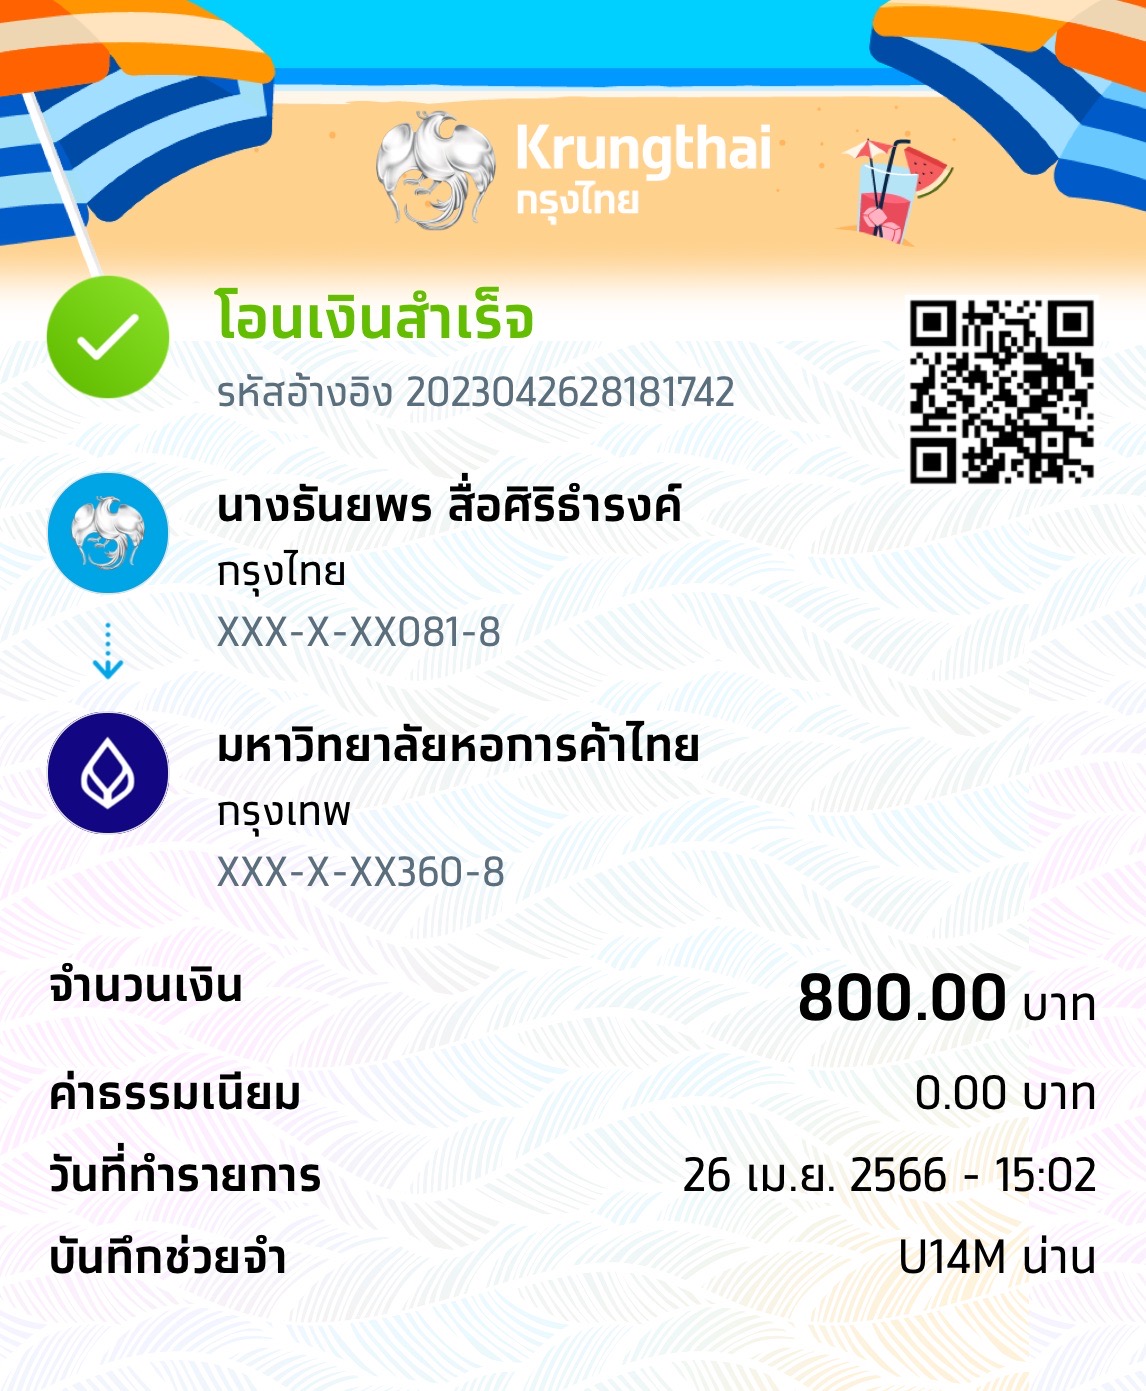 Krungthai
กรุงไทย
โอนเงินสำเร็จ
รหัสอ้างอิง 2023042628181742
นางธันยพร สื่อศิริธำรงค์
กรุงไทย
XXX-X-XX081-8
มหาวิทยาลัยหอการค้าไทย
กรุงเทพ
XXX-X-XX360-8
จำนวนเงิน 800.00 บาท
ค่าธรรมเนียม 0.00 บาท
วันที่ทำรายการ 26 เม.ย. 2566 - 15:02
บันทึกช่วยจำ U14M น่าน